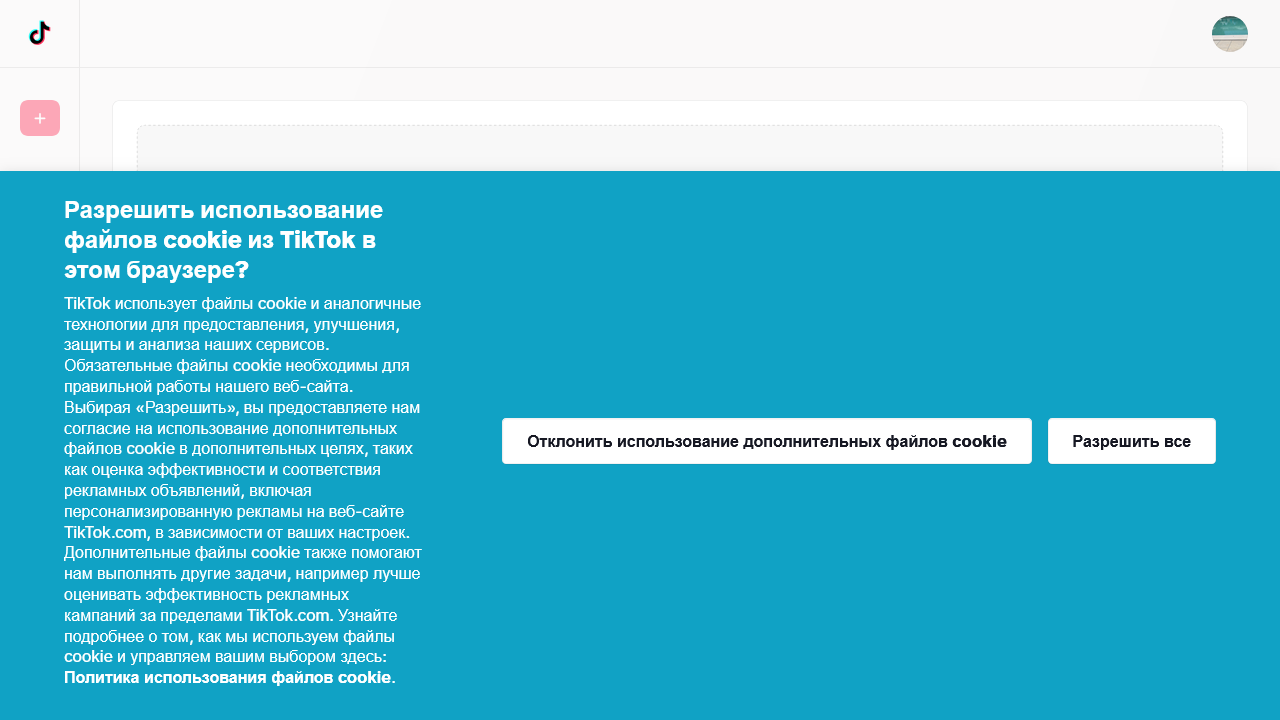 Разрешить использование
файлов cookie из TikTok в
этом браузере?
TikTok использует файлы cookie и аналогичные
технологии для предоставления, улучшения,
защиты и анализа наших сервисов.
Обязательные файлы cookie необходимы для
правильной работы нашего веб-сайта.
Выбирая «Разрешить», вы предоставляете нам
согласие на использование дополнительных
файлов cookie в дополнительных целях, таких
как оценка эффективности и соответствия
рекламных объявлений, включая
персонализированную рекламы на веб-сайте
TikTok.com, в зависимости от ваших настроек.
Дополнительные файлы cookie также помогают
нам выполнять другие задачи, например лучше
оценивать эффективность рекламных
кампаний за пределами TikTok.com. Узнайте
подробнее о том, как мы используем файлы
cookie и управляем вашим выбором здесь:
Политика использования файлов cookie.
Отклонить использование дополнительных файлов cookie
Разрешить все